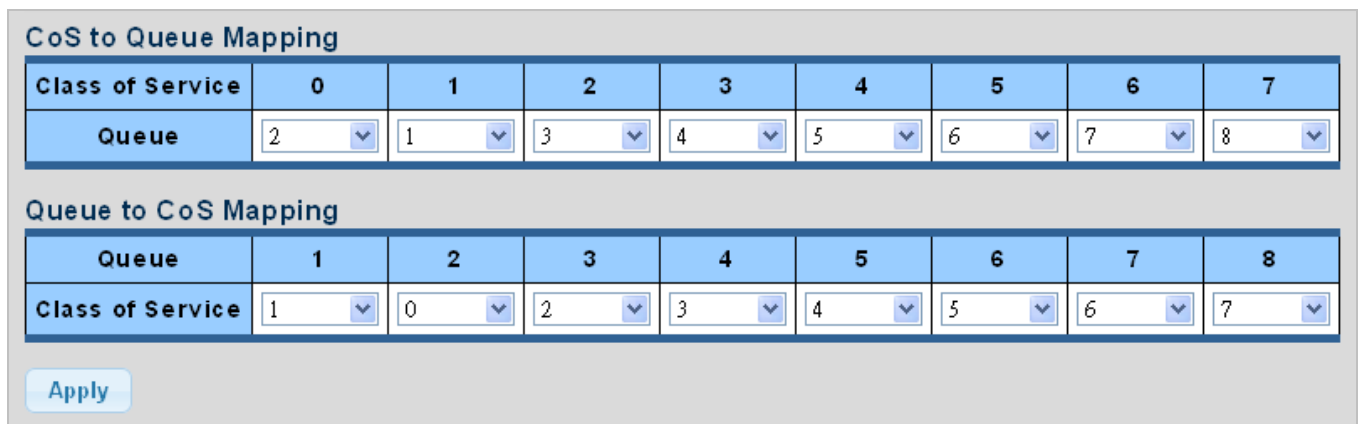 CoS to Queue Mapping
Class of Service 0 1 2 3 4 5 6 7
Queue 2 1 3 4 5 6 7 8
Queue to CoS Mapping
Queue 1 2 3 4 5 6 7 8
Class of Service 1 0 2 3 4 5 6 7
Apply